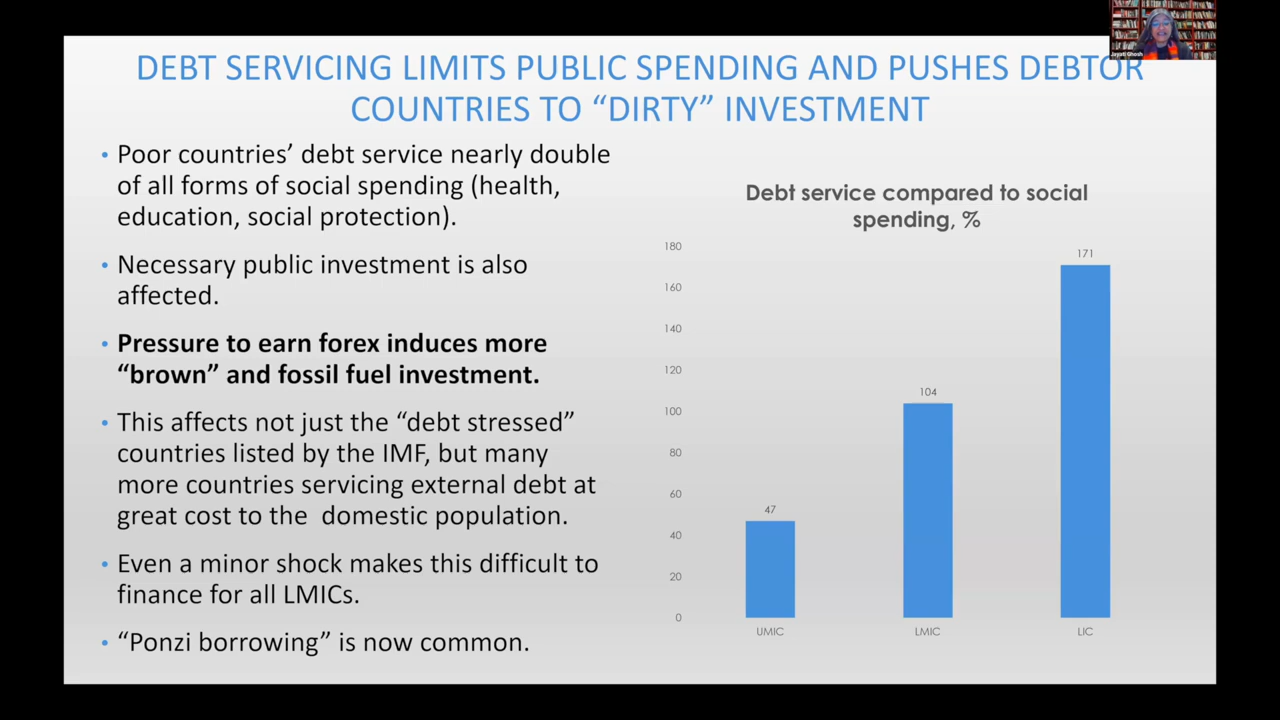 Jayati Ghosh
DEBT SERVICING LIMITS PUBLIC SPENDING AND PUSHES DEBTOR
COUNTRIES TO “DIRTY” INVESTMENT
• Poor countries’ debt service nearly double
of all forms of social spending (health,
education, social protection).
• Necessary public investment is also
affected.
• Pressure to earn forex induces more
“brown” and fossil fuel investment.
• This affects not just the “debt stressed”
countries listed by the IMF, but many
more countries servicing external debt at
great cost to the  domestic population.
• Even a minor shock makes this difficult to
finance for all LMICs.
• “Ponzi borrowing” is now common.
Debt service compared to social
spending, %
180
160
140
120
100
80
60
40
20
0
47
104
171
UMIC
LMIC
LIC